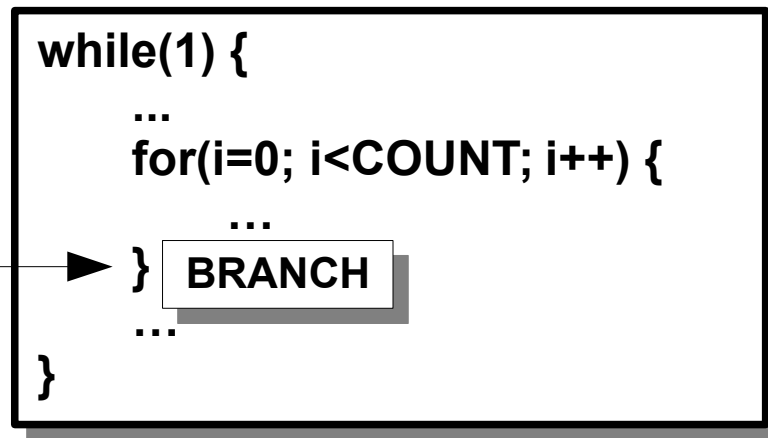 while(1) {
...
for(i=0; i<COUNT; i++) {
...
} BRANCH
...
}